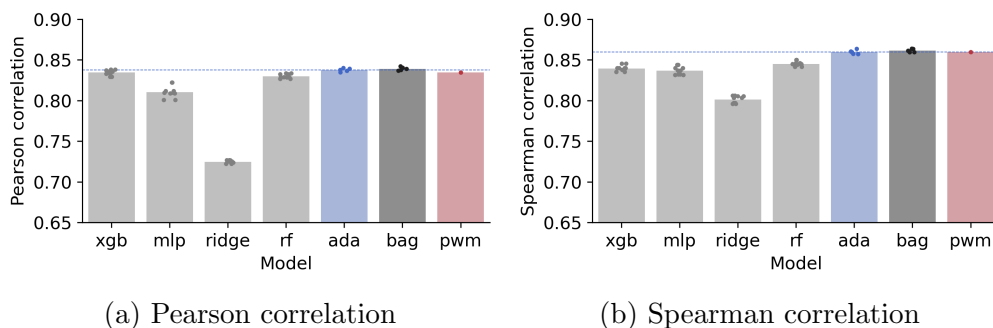 Pearson correlation
0.90
0.85
0.80
0.75
0.70
0.65
xgb mlp ridge rf ada bag pwm
Model
(a) Pearson correlation
Spearman correlation
0.90
0.85
0.80
0.75
0.70
0.65
xgb mlp ridge rf ada bag pwm
Model
(b) Spearman correlation